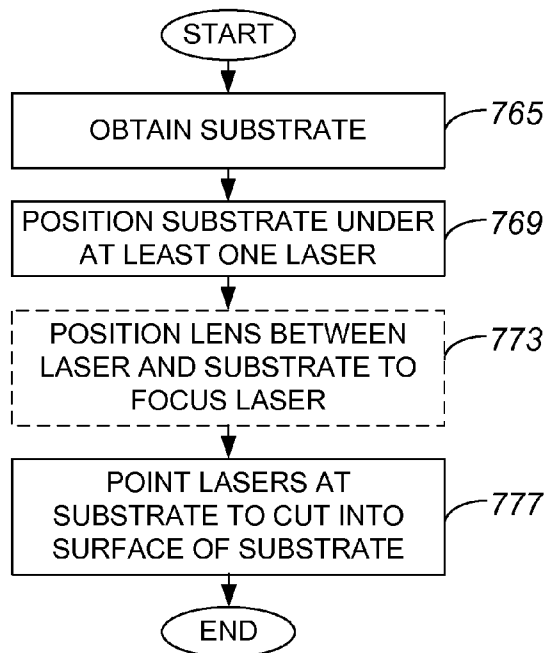 START
OBTAIN SUBSTRATE
765
POSITION SUBSTRATE UNDER
AT LEAST ONE LASER
769
POSITION LENS BETWEEN
LASER AND SUBSTRATE TO
FOCUS LASER
773
POINT LASERS AT
SUBSTRATE TO CUT INTO
SURFACE OF SUBSTRATE
777
END